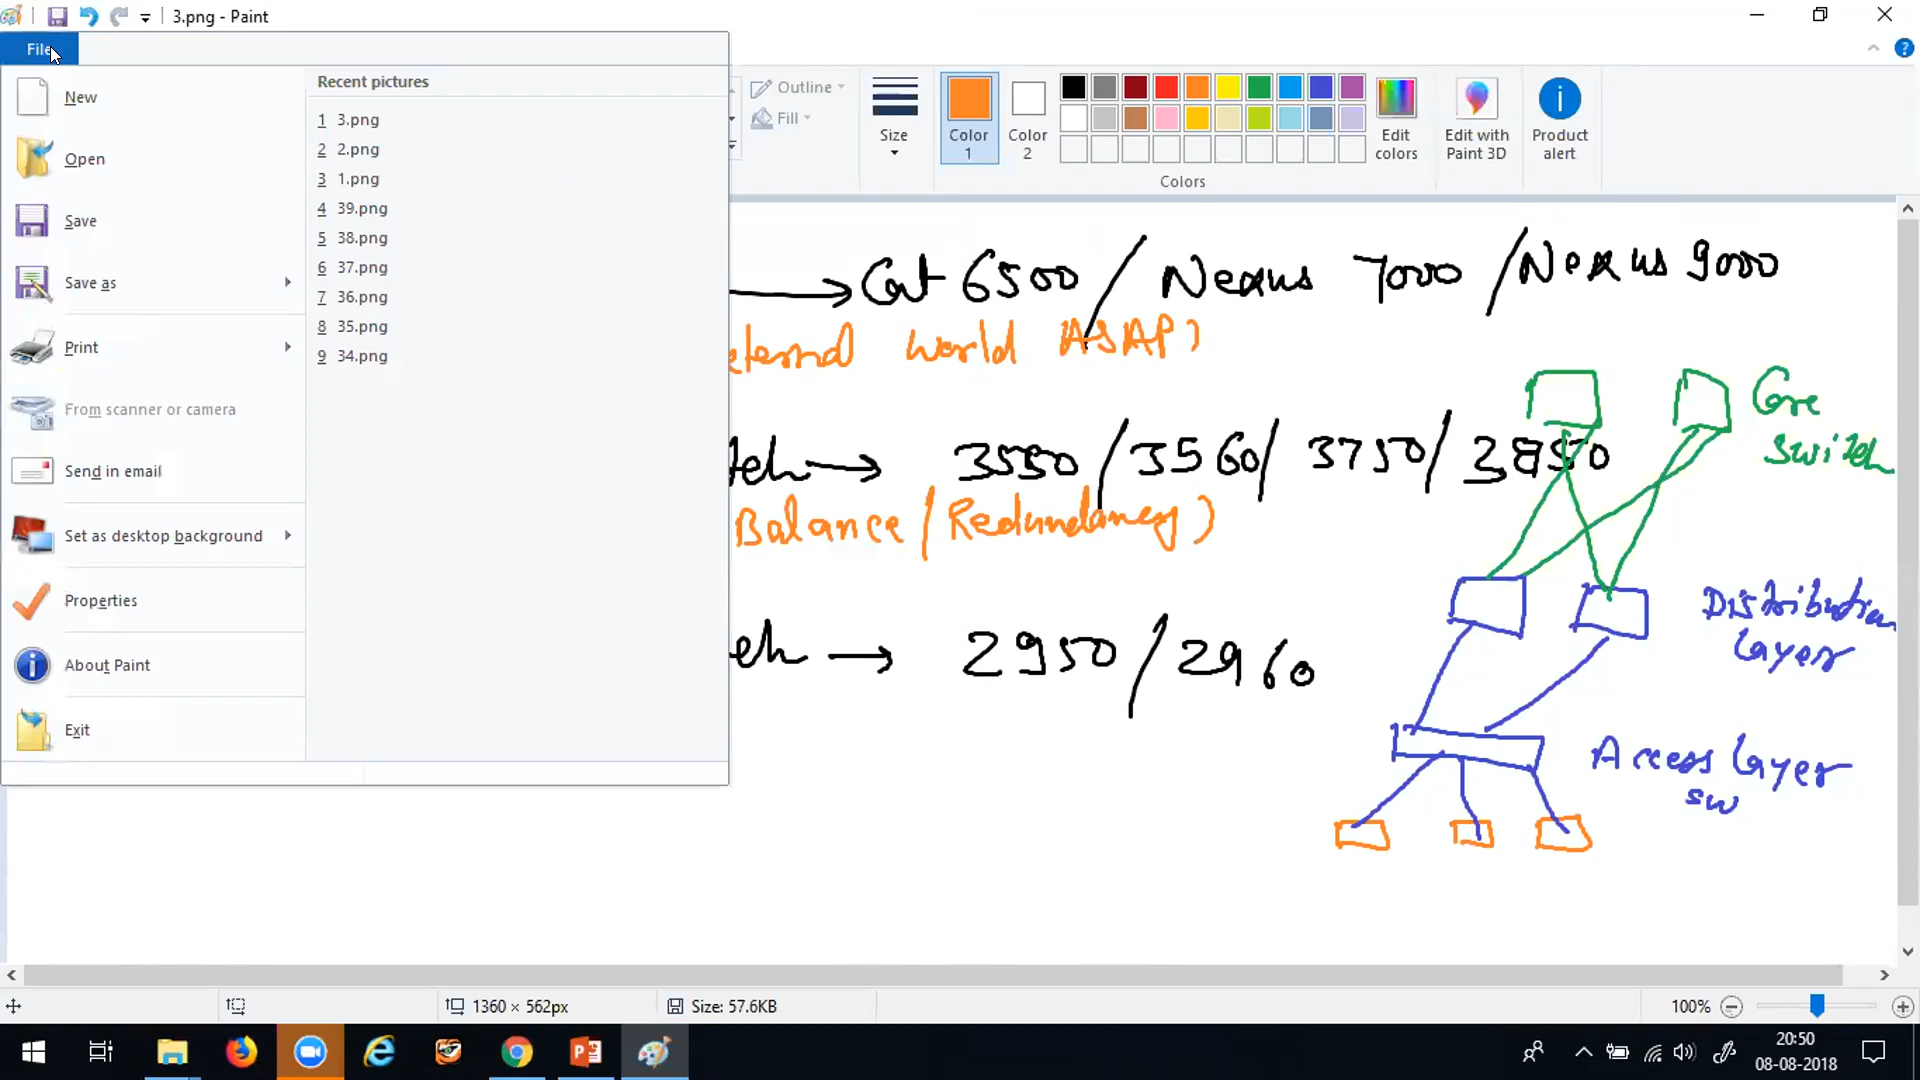 3.png - Paint
File
New
Open
Save
Save as
Print
From scanner or camera
Send in email
Set as desktop background
Properties
About Paint
Exit
Recent pictures
1 3.png
2 2.png
3 1.png
4 39.png
5 38.png
6 37.png
7 36.png
8 35.png
9 34.png
Outline
Fill
Size
Color 1
Color 2
Edit colors
Edit with Paint 3D
Product alert
Colors
Cat 6500 / Nexus 7000 / Nexus 9000
world ASAP)
3550 / 3560 / 3750 / 3850
Balance / Redundancy)
2950 / 2960
Core
switch
Distribution
Layer
Access Layer
SW
1360 × 562px
Size: 57.6KB
100%
20:50
08-08-2018